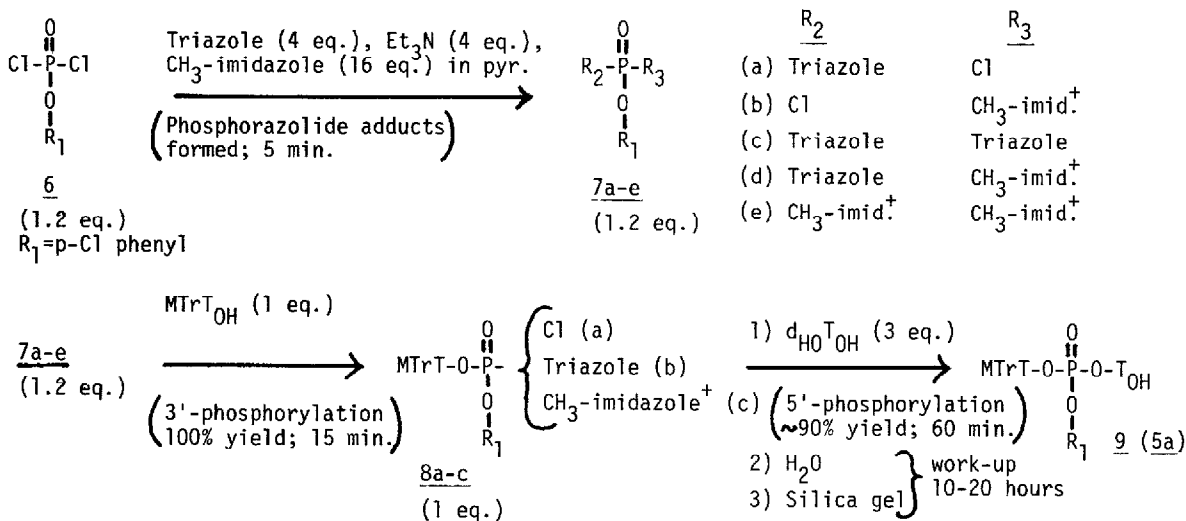 O
Cl-P-Cl
O
R1
6
(1.2 eq.)
R1=p-Cl phenyl
Triazole (4 eq.), Et3N (4 eq.),
CH3-imidazole (16 eq.) in pyr.
(Phosphorazolide adducts
formed; 5 min.)
O
R2-P-R3
O
R1
7a-e
(1.2 eq.)
R2 R3
(a) Triazole Cl
(b) Cl CH3-imid.+
(c) Triazole Triazole
(d) Triazole CH3-imid.+
(e) CH3-imid.+ CH3-imid.+
7a-e
(1.2 eq.)
MTrTOH (1 eq.)
(3'-phosphorylation
100% yield; 15 min.)
O
MTrT-O-P-
O
R1
8a-c
(1 eq.)
Cl (a)
Triazole (b)
CH3-imidazole+ (c)
1) dHOTOH (3 eq.)
(5'-phosphorylation
~90% yield; 60 min.)
2) H2O
3) Silica gel
work-up
10-20 hours
O
MTrT-O-P-O-TOH
O
R1
9 (5a)